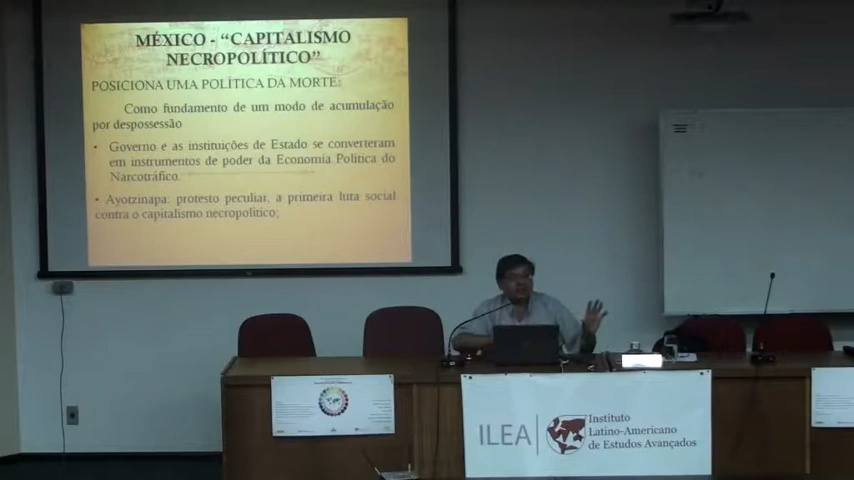 MÉXICO - “CAPITALISMO
NECROPOLÍTICO”
POSICIONA UMA POLÍTICA DA MORTE:
Como fundamento de um modo de acumulação
por despossessão
• Governo e as instituições de Estado se converteram
em instrumentos de poder da Economia Política do
Narcotráfico.
• Ayotzinapa: protesto peculiar, a primeira luta social
contra o capitalismo necropolítico;
ILEA
Instituto
Latino-Americano
de Estudos Avançados